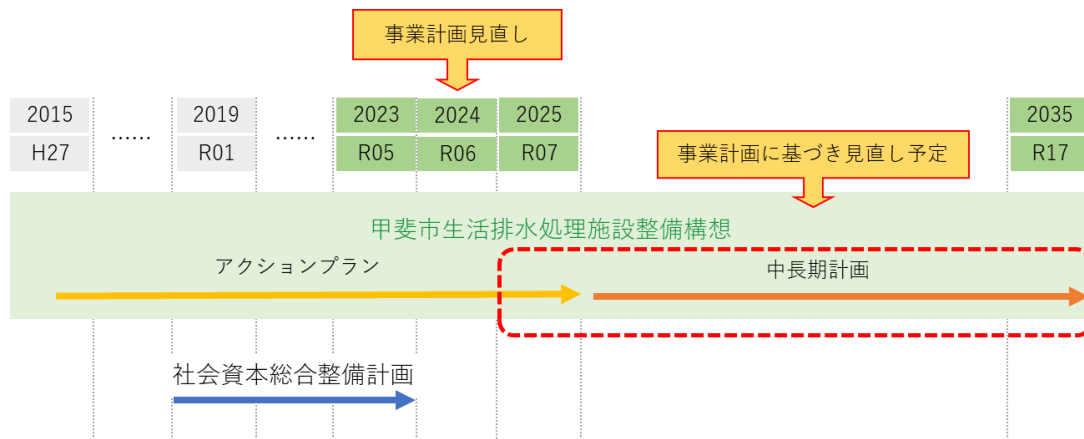 事業計画見直し
2015
……
2019
……
2023
2024
2025
2035
H27
R01
R05
R06
R07
R17
事業計画に基づき見直し予定
甲斐市生活排水処理施設整備構想
アクションプラン
中長期計画
社会資本総合整備計画